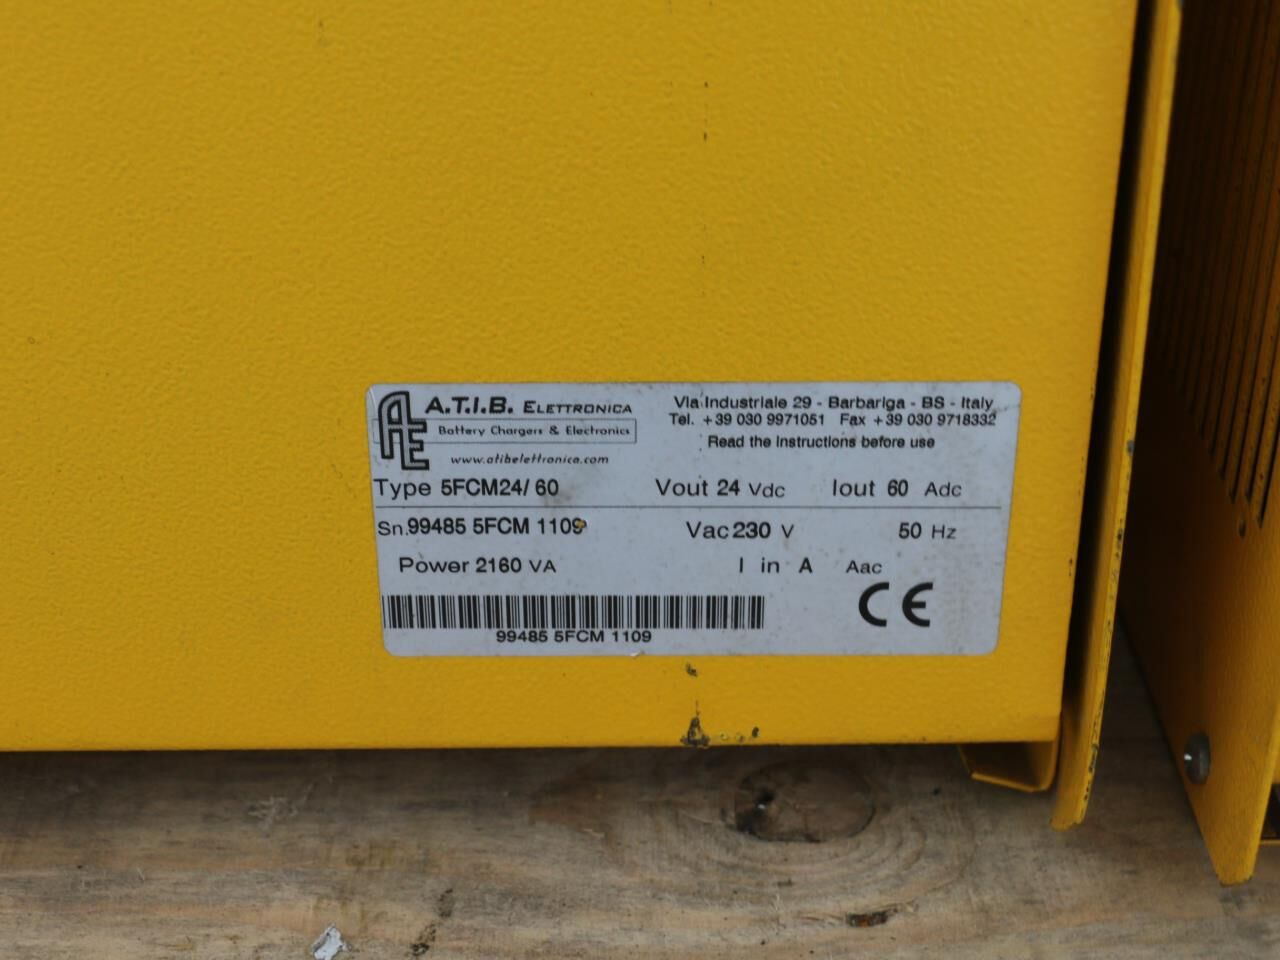 A.T.I.B. ELETTRONICA
Battery Chargers & Electronics
www.atibelettronica.com
Via Industriale 29 - Barbariga - BS - Italy
Tel. +39 030 9971051 Fax +39 030 9718332
Read the instructions before use
Type 5FCM24/60 Vout 24 Vdc Iout 60 Adc
Sn.99485 5FCM 1109 Vac 230 V 50 Hz
Power 2160 VA I in A Aac
CE
99485 5FCM 1109